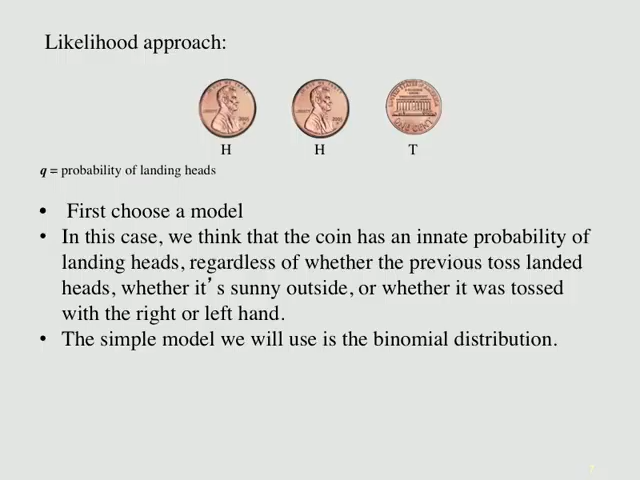 Likelihood approach:
H H T
q = probability of landing heads
• First choose a model
• In this case, we think that the coin has an innate probability of
landing heads, regardless of whether the previous toss landed
heads, whether it’s sunny outside, or whether it was tossed
with the right or left hand.
• The simple model we will use is the binomial distribution.
7